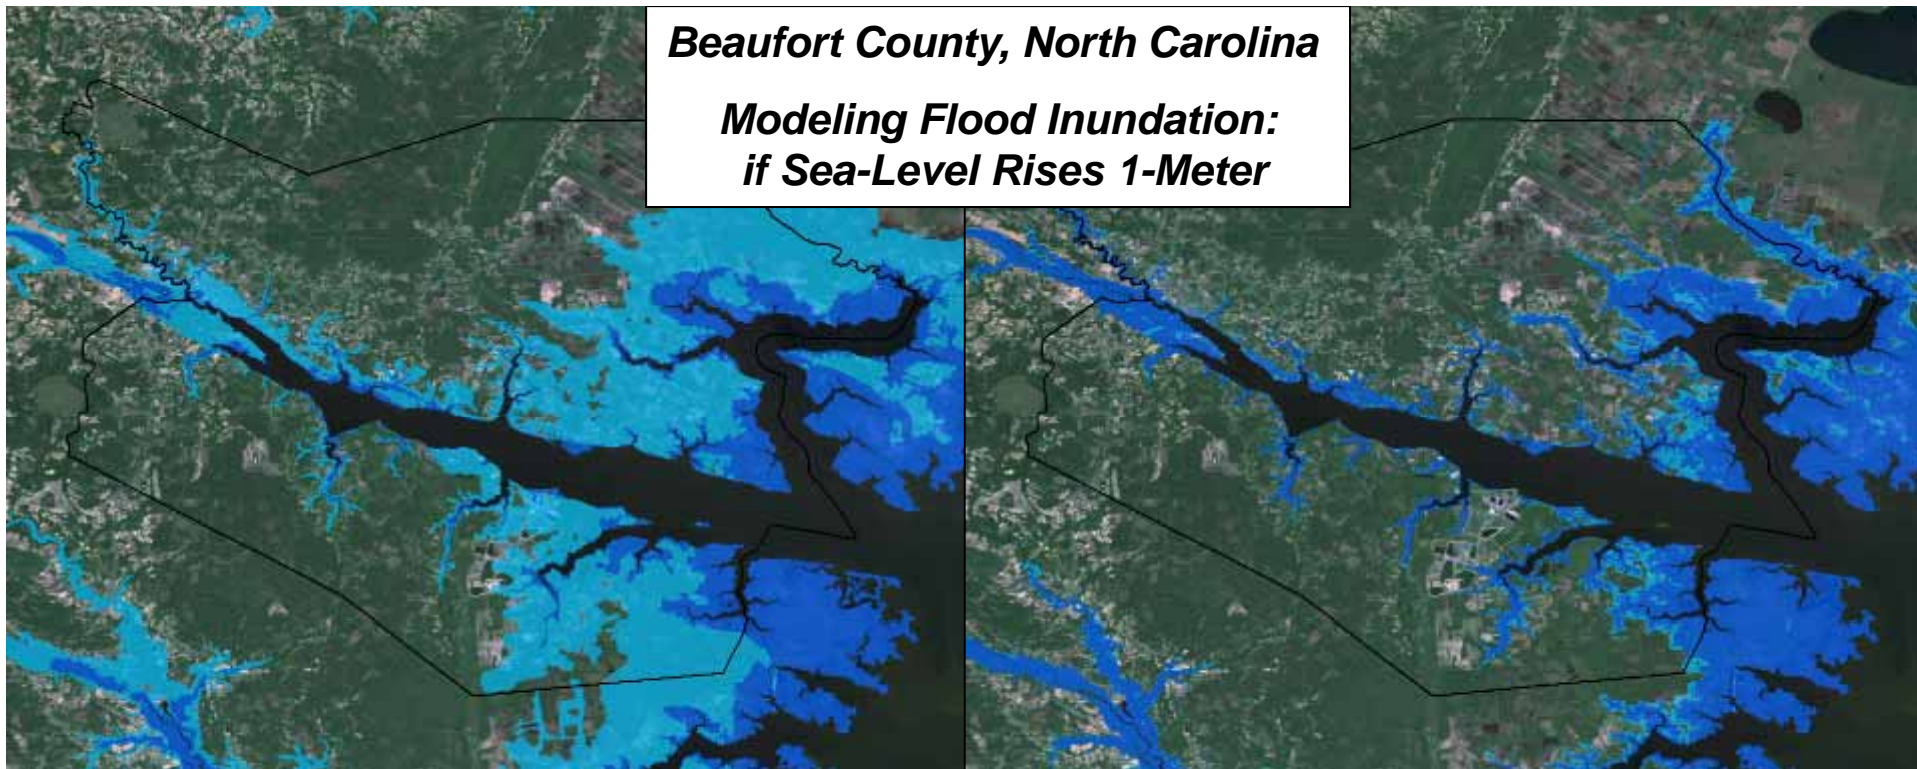 Beaufort County, North Carolina
Modeling Flood Inundation:
if Sea-Level Rises 1-Meter